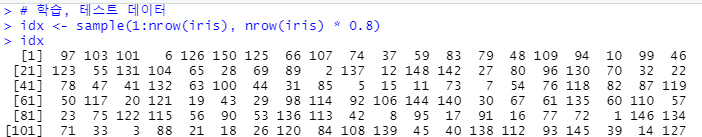 > # 학습, 테스트 데이터
> idx <- sample(1:nrow(iris), nrow(iris) * 0.8)
> idx
[1] 97 103 101 6 126 150 125 66 107 74 37 59 83 79 48 109 94 10 99 46
[21] 123 55 131 104 65 28 69 89 2 137 12 148 142 27 80 96 130 70 32 22
[41] 78 47 41 132 63 100 44 31 85 5 15 11 73 7 54 76 118 82 87 119
[61] 50 117 20 121 19 43 29 98 114 92 106 144 140 30 67 61 135 60 110 57
[81] 23 75 122 115 56 90 53 136 113 42 8 95 17 91 16 77 72 1 146 134
[101] 71 33 3 88 21 18 26 120 84 108 139 45 40 138 112 93 145 39 14 127